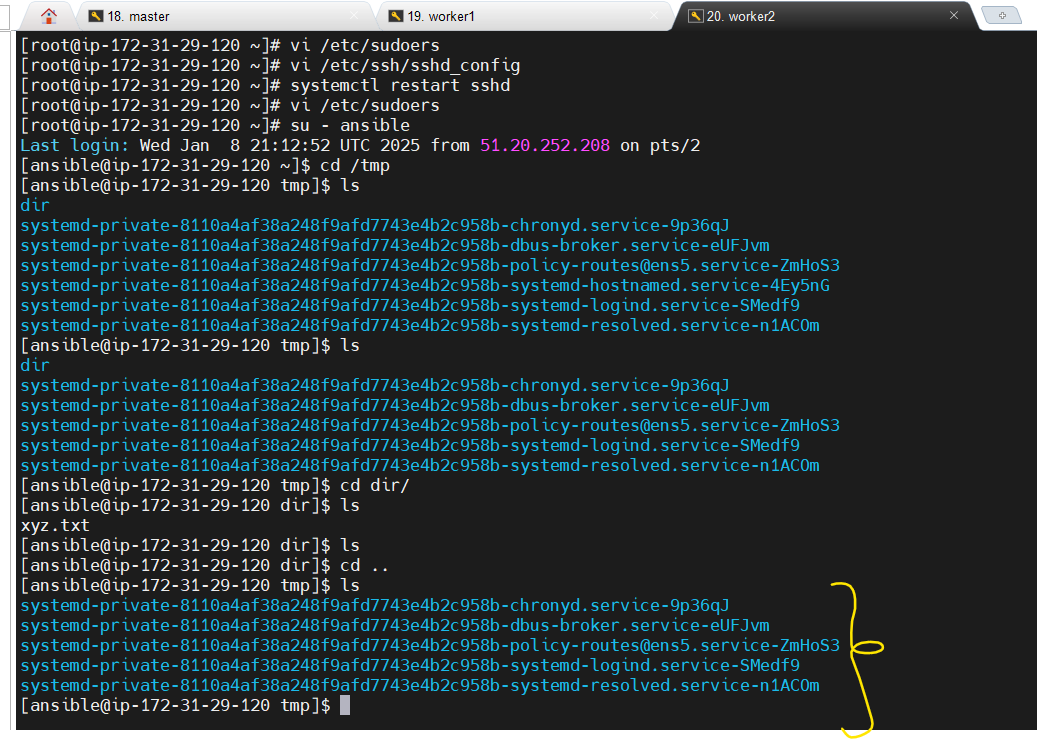 18. master
19. worker1
20. worker2
[root@ip-172-31-29-120 ~]# vi /etc/sudoers
[root@ip-172-31-29-120 ~]# vi /etc/ssh/sshd_config
[root@ip-172-31-29-120 ~]# systemctl restart sshd
[root@ip-172-31-29-120 ~]# vi /etc/sudoers
[root@ip-172-31-29-120 ~]# su - ansible
Last login: Wed Jan  8 21:12:52 UTC 2025 from 51.20.252.208 on pts/2
[ansible@ip-172-31-29-120 ~]$ cd /tmp
[ansible@ip-172-31-29-120 tmp]$ ls
dir
systemd-private-8110a4af38a248f9afd7743e4b2c958b-chronyd.service-9p36qJ
systemd-private-8110a4af38a248f9afd7743e4b2c958b-dbus-broker.service-eUFJvm
systemd-private-8110a4af38a248f9afd7743e4b2c958b-policy-routes@ens5.service-ZmHoS3
systemd-private-8110a4af38a248f9afd7743e4b2c958b-systemd-hostnamed.service-4Ey5nG
systemd-private-8110a4af38a248f9afd7743e4b2c958b-systemd-logind.service-SMedf9
systemd-private-8110a4af38a248f9afd7743e4b2c958b-systemd-resolved.service-n1ACOm
[ansible@ip-172-31-29-120 tmp]$ ls
dir
systemd-private-8110a4af38a248f9afd7743e4b2c958b-chronyd.service-9p36qJ
systemd-private-8110a4af38a248f9afd7743e4b2c958b-dbus-broker.service-eUFJvm
systemd-private-8110a4af38a248f9afd7743e4b2c958b-policy-routes@ens5.service-ZmHoS3
systemd-private-8110a4af38a248f9afd7743e4b2c958b-systemd-logind.service-SMedf9
systemd-private-8110a4af38a248f9afd7743e4b2c958b-systemd-resolved.service-n1ACOm
[ansible@ip-172-31-29-120 tmp]$ cd dir/
[ansible@ip-172-31-29-120 dir]$ ls
xyz.txt
[ansible@ip-172-31-29-120 dir]$ ls
[ansible@ip-172-31-29-120 dir]$ cd ..
[ansible@ip-172-31-29-120 tmp]$ ls
systemd-private-8110a4af38a248f9afd7743e4b2c958b-chronyd.service-9p36qJ
systemd-private-8110a4af38a248f9afd7743e4b2c958b-dbus-broker.service-eUFJvm
systemd-private-8110a4af38a248f9afd7743e4b2c958b-policy-routes@ens5.service-ZmHoS3
systemd-private-8110a4af38a248f9afd7743e4b2c958b-systemd-logind.service-SMedf9
systemd-private-8110a4af38a248f9afd7743e4b2c958b-systemd-resolved.service-n1ACOm
[ansible@ip-172-31-29-120 tmp]$